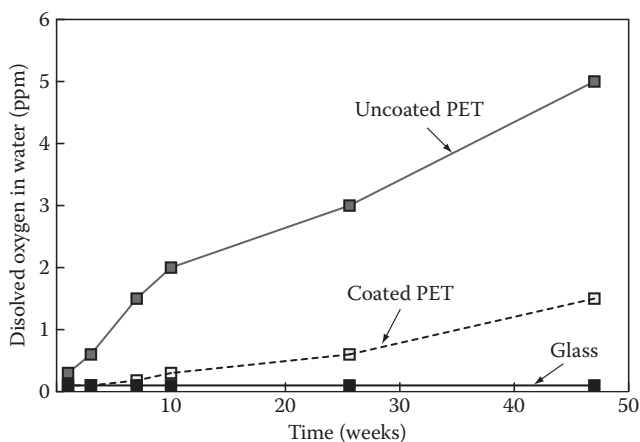 6
5
4
3
2
1
0
Disolved oxygen in water (ppm)
Uncoated PET
Coated PET
Glass
10
20
30
40
50
Time (weeks)